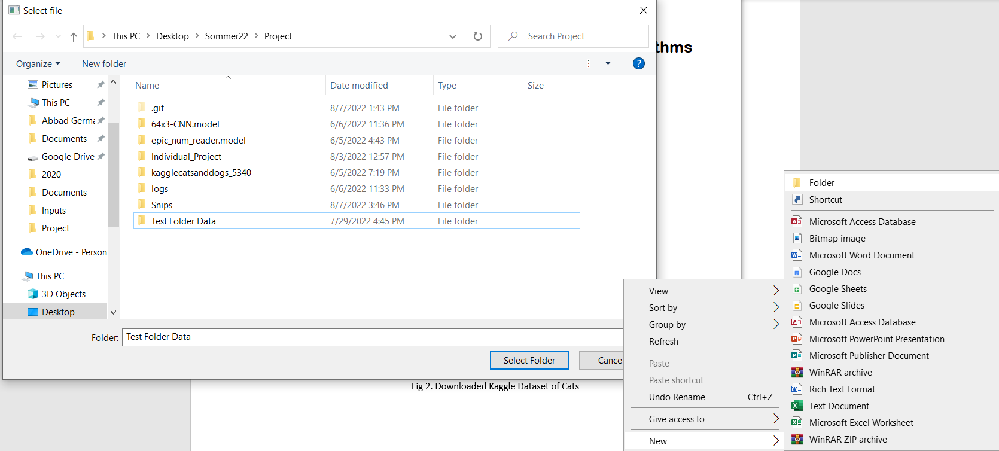 Select file
This PC > Desktop > Sommer22 > Project
Search Project
thms
Organize
New folder
?
Name Date modified Type Size
Pictures
This PC
Abbad Germa
Documents
Google Drive
2020
Documents
Inputs
Project
OneDrive - Person
This PC
3D Objects
Desktop
.git 8/7/2022 1:43 PM File folder
64x3-CNN.model 6/6/2022 11:36 PM File folder
epic_num_reader.model 6/5/2022 4:43 PM File folder
Individual_Project 8/3/2022 12:57 PM File folder
kagglecatsanddogs_5340 6/5/2022 7:19 PM File folder
logs 6/6/2022 11:33 PM File folder
Snips 8/7/2022 3:46 PM File folder
Test Folder Data 7/29/2022 4:45 PM File folder
Folder: Test Folder Data
Select Folder Cancel
Fig 2. Downloaded Kaggle Dataset of Cats
View
Sort by
Group by
Refresh
Paste
Paste shortcut
Undo Rename Ctrl+Z
Give access to
New
Folder
Shortcut
Microsoft Access Database
Bitmap image
Microsoft Word Document
Google Docs
Google Sheets
Google Slides
Microsoft Access Database
Microsoft PowerPoint Presentation
Microsoft Publisher Document
WinRAR archive
Rich Text Format
Text Document
Microsoft Excel Worksheet
WinRAR ZIP archive